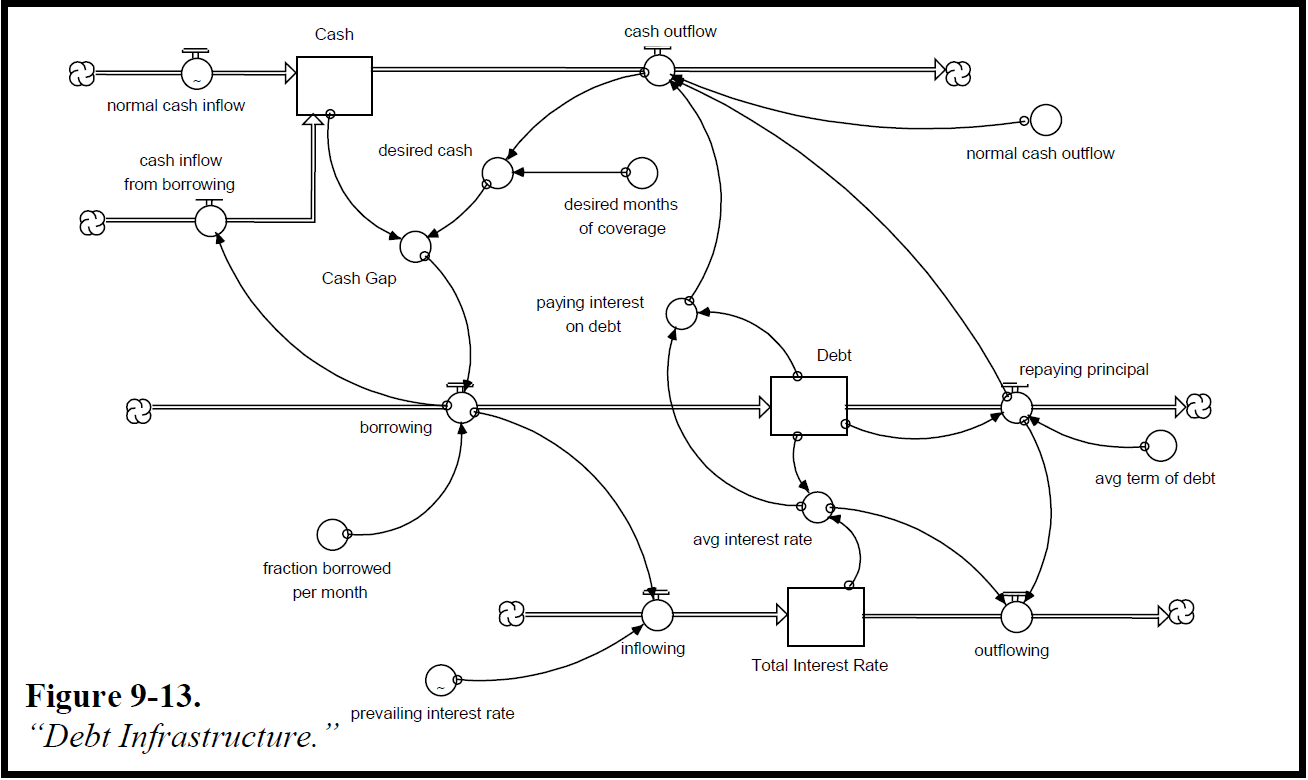 Cash
cash outflow
normal cash inflow
normal cash outflow
desired cash
cash inflow
from borrowing
desired months
of coverage
Cash Gap
paying interest
on debt
Debt
repaying principal
borrowing
avg term of debt
avg interest rate
fraction borrowed
per month
inflowing
outflowing
Total Interest Rate
prevailing interest rate
~
~
Figure 9-13.
“Debt Infrastructure.”